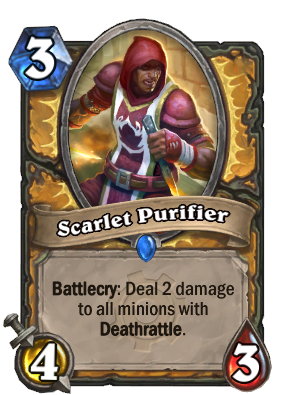 3
Scarlet Purifier
Battlecry: Deal 2 damage
to all minions with
Deathrattle.
4
3